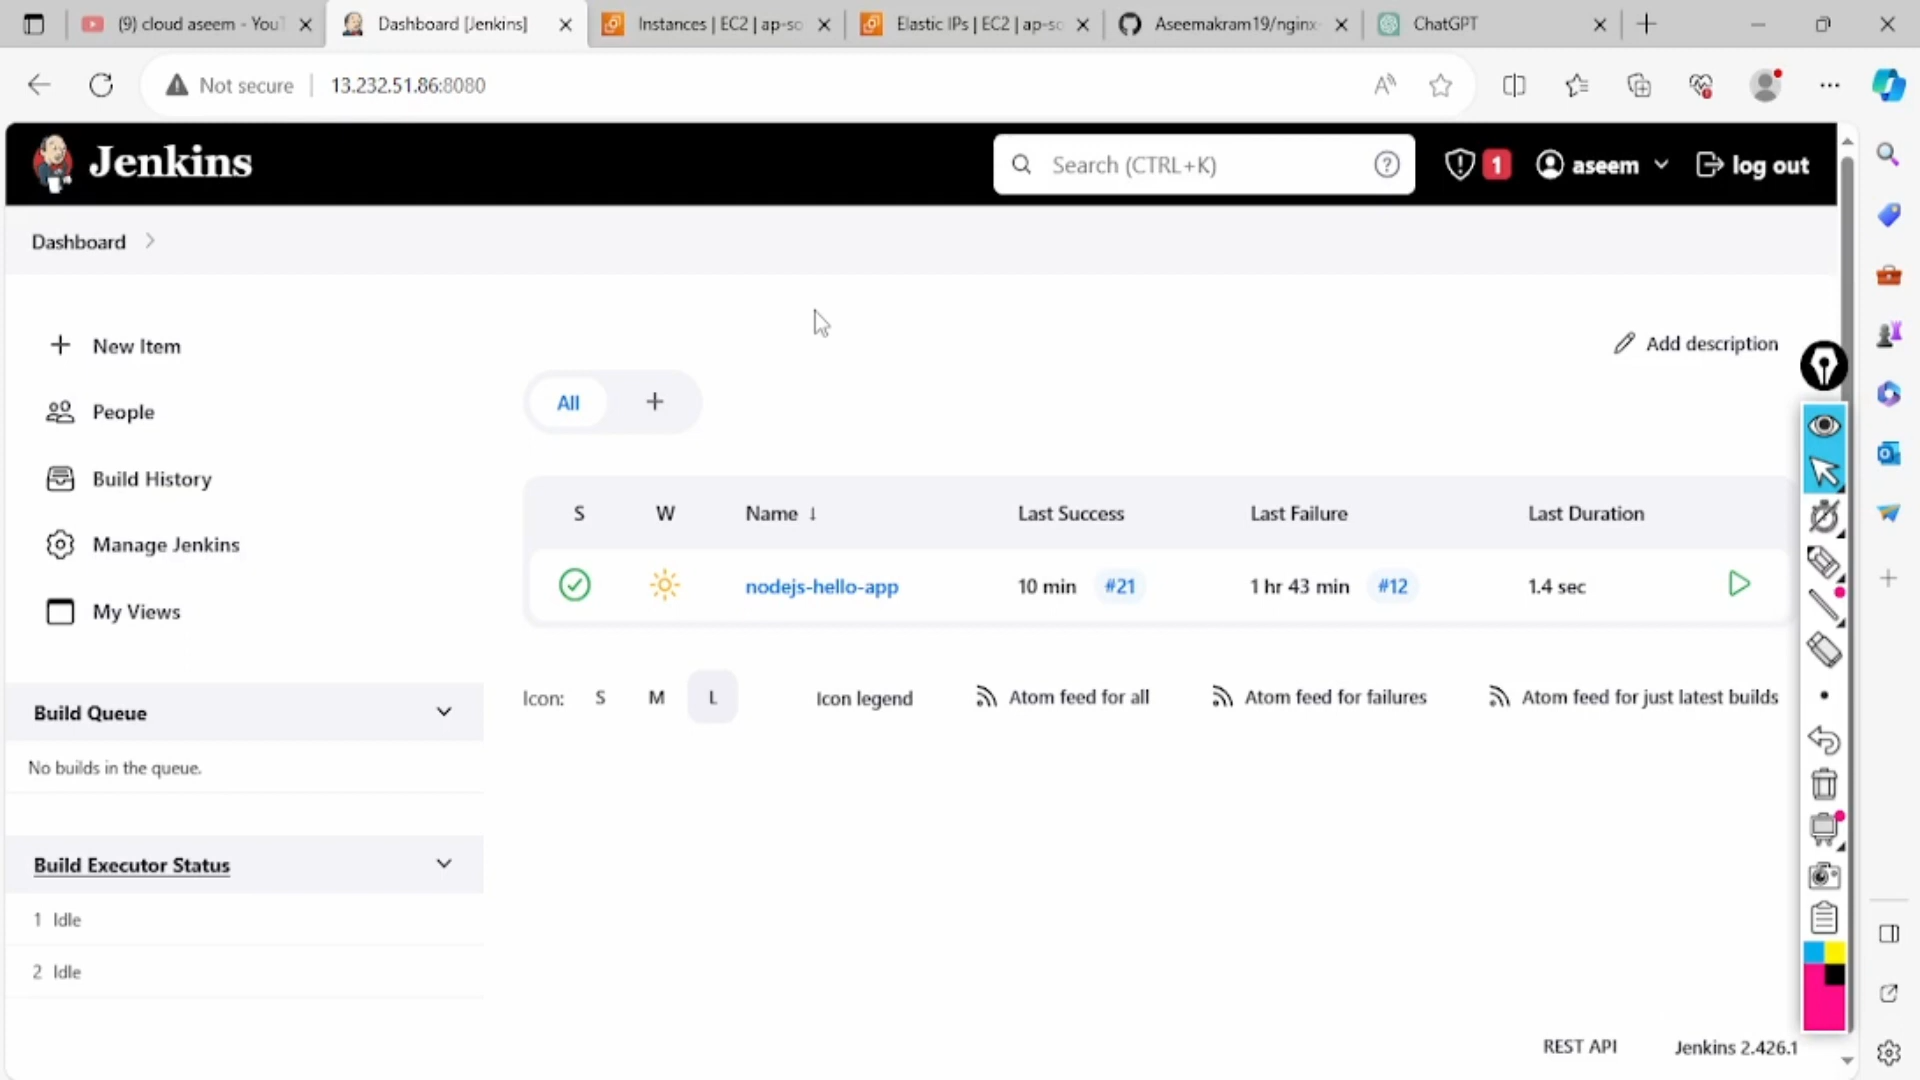 (9) cloud aseem - YouT
Dashboard [Jenkins]
Instances | EC2 | ap-so
Elastic IPs | EC2 | ap-so
Aseemakram19/nginx-
ChatGPT
Not secure
13.232.51.86:8080
Jenkins
Search (CTRL+K)
1
aseem
log out
Dashboard
New Item
Add description
People
All
+
Build History
Manage Jenkins
My Views
S
W
Name ↓
Last Success
Last Failure
Last Duration
nodejs-hello-app
10 min
#21
1 hr 43 min
#12
1.4 sec
Icon:
S
M
L
Icon legend
Atom feed for all
Atom feed for failures
Atom feed for just latest builds
Build Queue
No builds in the queue.
Build Executor Status
1 Idle
2 Idle
REST API
Jenkins 2.426.1